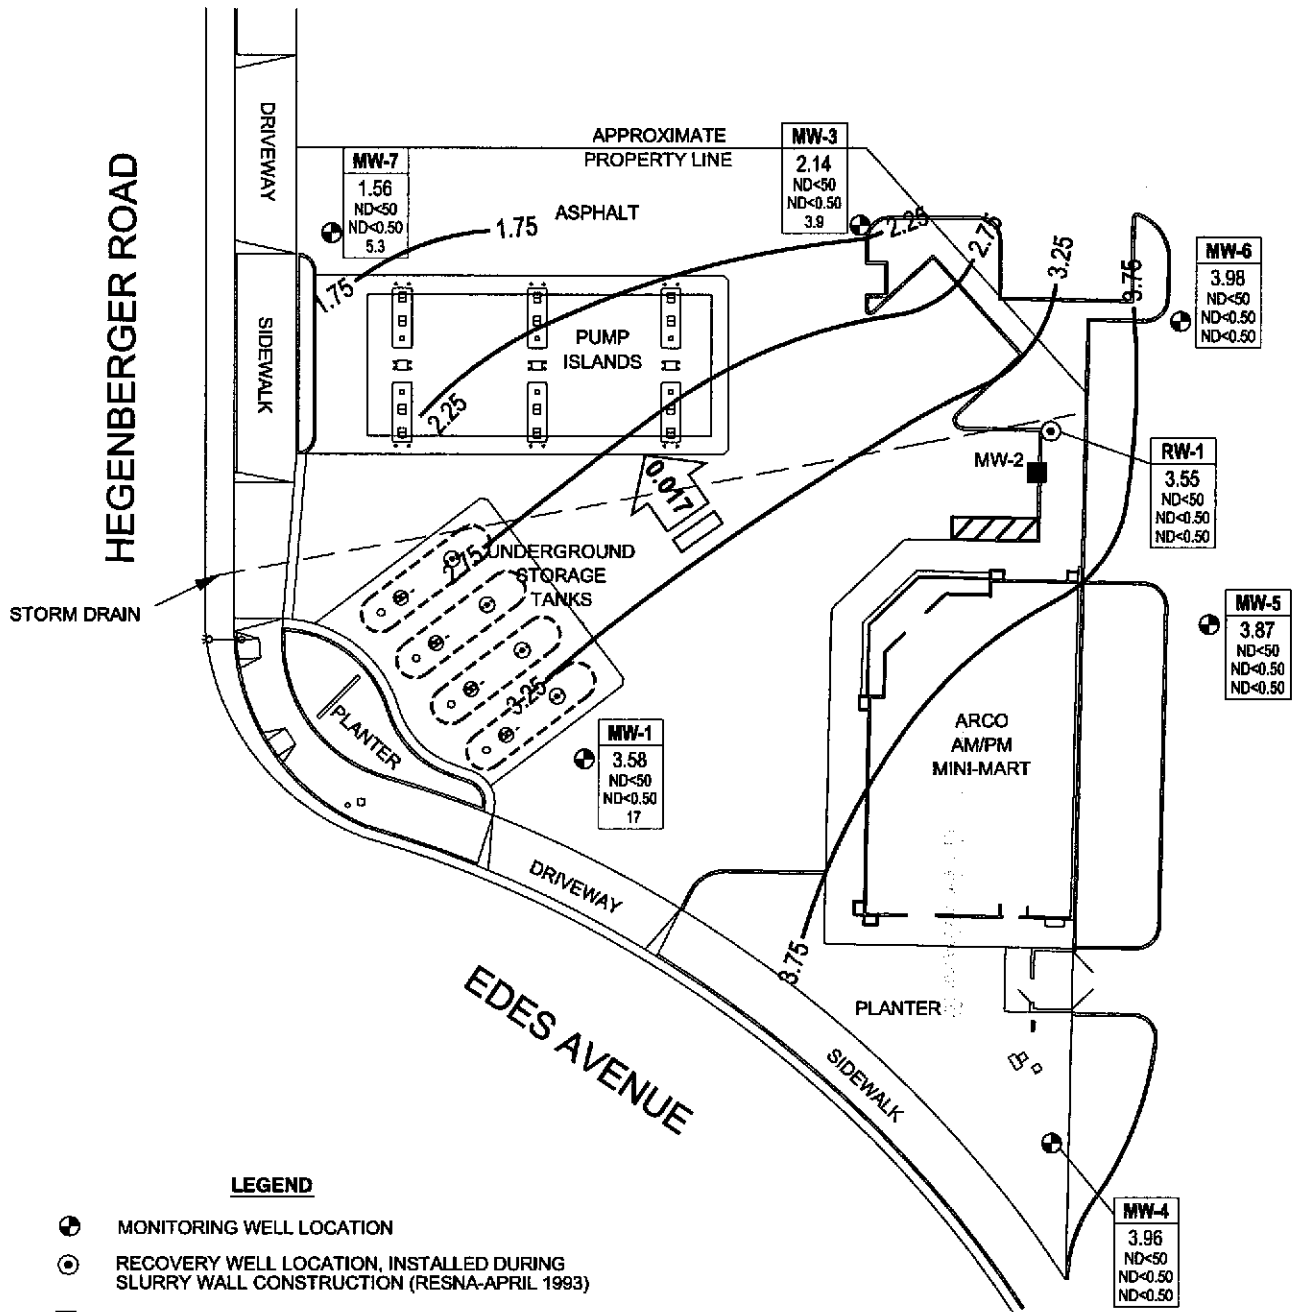 HEGENBERGER ROAD
DRIVEWAY
SIDEWALK
APPROXIMATE
PROPERTY LINE
ASPHALT
MW-7
1.56
ND<50
ND<0.50
5.3
MW-3
2.14
ND<50
ND<0.50
3.9
1.75
1.75
2.25
2.75
3.25
3.75
MW-6
3.98
ND<50
ND<0.50
ND<0.50
PUMP
ISLANDS
2.25
0.017
MW-2
RW-1
3.55
ND<50
ND<0.50
ND<0.50
STORM DRAIN
2.75
UNDERGROUND
STORAGE
TANKS
3.25
PLANTER
MW-5
3.87
ND<50
ND<0.50
ND<0.50
MW-1
3.58
ND<50
ND<0.50
17
ARCO
AM/PM
MINI-MART
DRIVEWAY
3.75
PLANTER
SIDEWALK
EDES AVENUE
MW-4
3.96
ND<50
ND<0.50
ND<0.50
LEGEND
MONITORING WELL LOCATION
RECOVERY WELL LOCATION, INSTALLED DURING
SLURRY WALL CONSTRUCTION (RESNA-APRIL 1993)